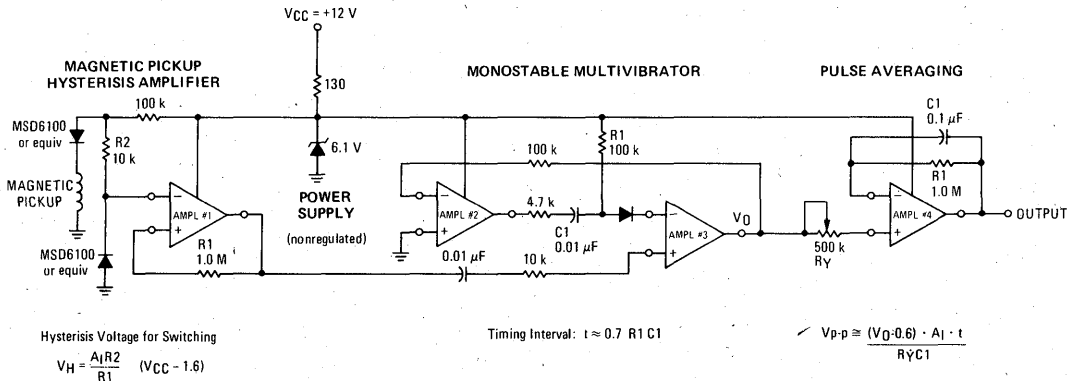 VCC = +12 V
MAGNETIC PICKUP
HYSTERISIS AMPLIFIER
MONOSTABLE MULTIVIBRATOR
PULSE AVERAGING
130
100 k
MSD6100
or equiv
R2
10 k
MAGNETIC
PICKUP
AMPL #1
R1
1.0 M
MSD6100
or equiv
6.1 V
POWER
SUPPLY
(nonregulated)
100 k
R1
100 k
AMPL #2
4.7 k
C1
0.01 µF
0.01 µF
10 k
AMPL #3
VO
500 k
RY
C1
0.1 µF
R1
1.0 M
AMPL #4
OUTPUT
Hysterisis Voltage for Switching
VH = AIR2 / R1 (VCC – 1.6)
Timing Interval: t ≈ 0.7 R1 C1
Vp-p ≅ (VO-0.6) · AI · t / RYC1